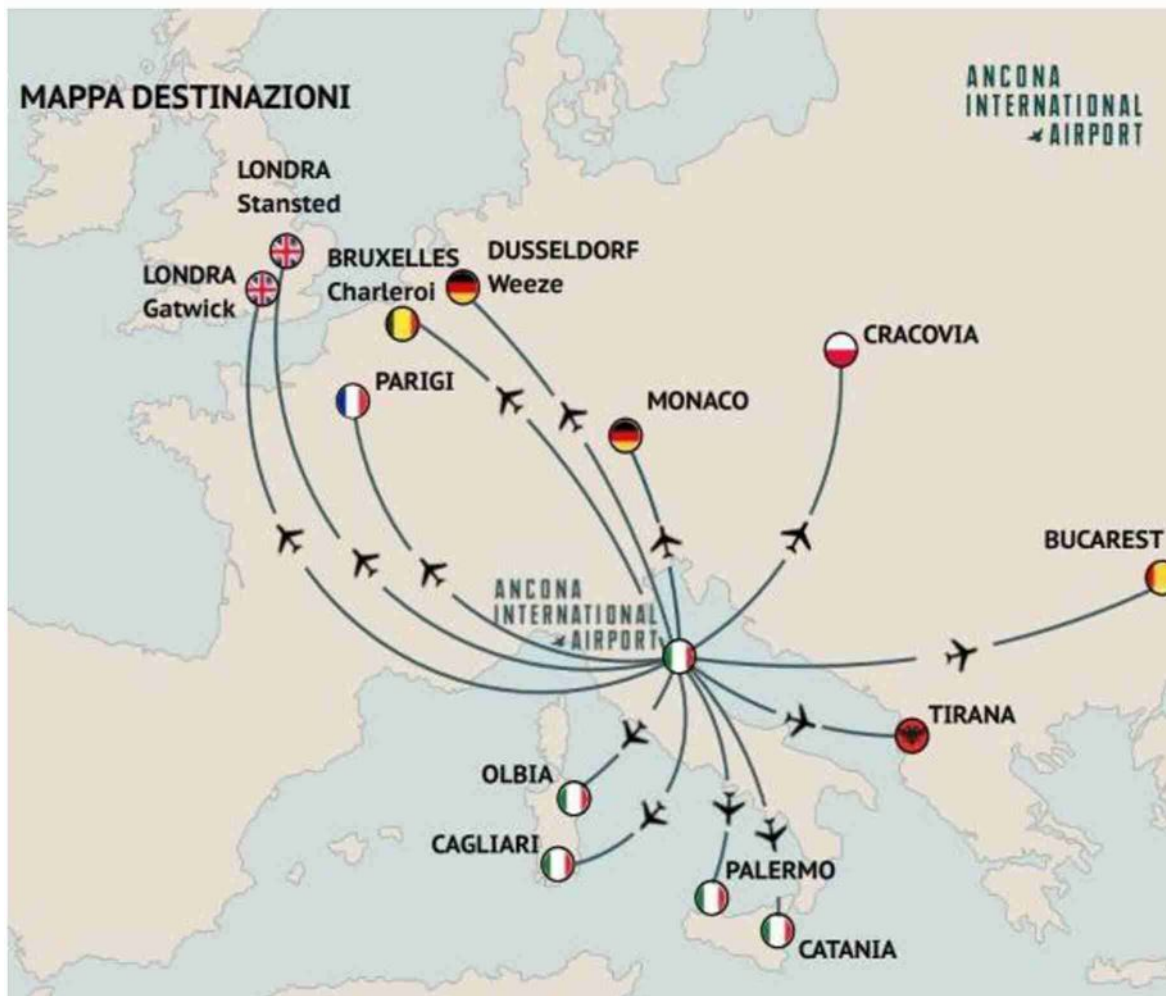 MAPPA DESTINAZIONI
ANCONA
INTERNATIONAL
AIRPORT
LONDRA
Stansted
LONDRA
Gatwick
BRUXELLES
Charleroi
DUSSELDORF
Weeze
CRACOVIA
PARIGI
MONACO
BUCAREST
ANCONA
INTERNATIONAL
AIRPORT
TIRANA
OLBIA
CAGLIARI
PALERMO
CATANIA